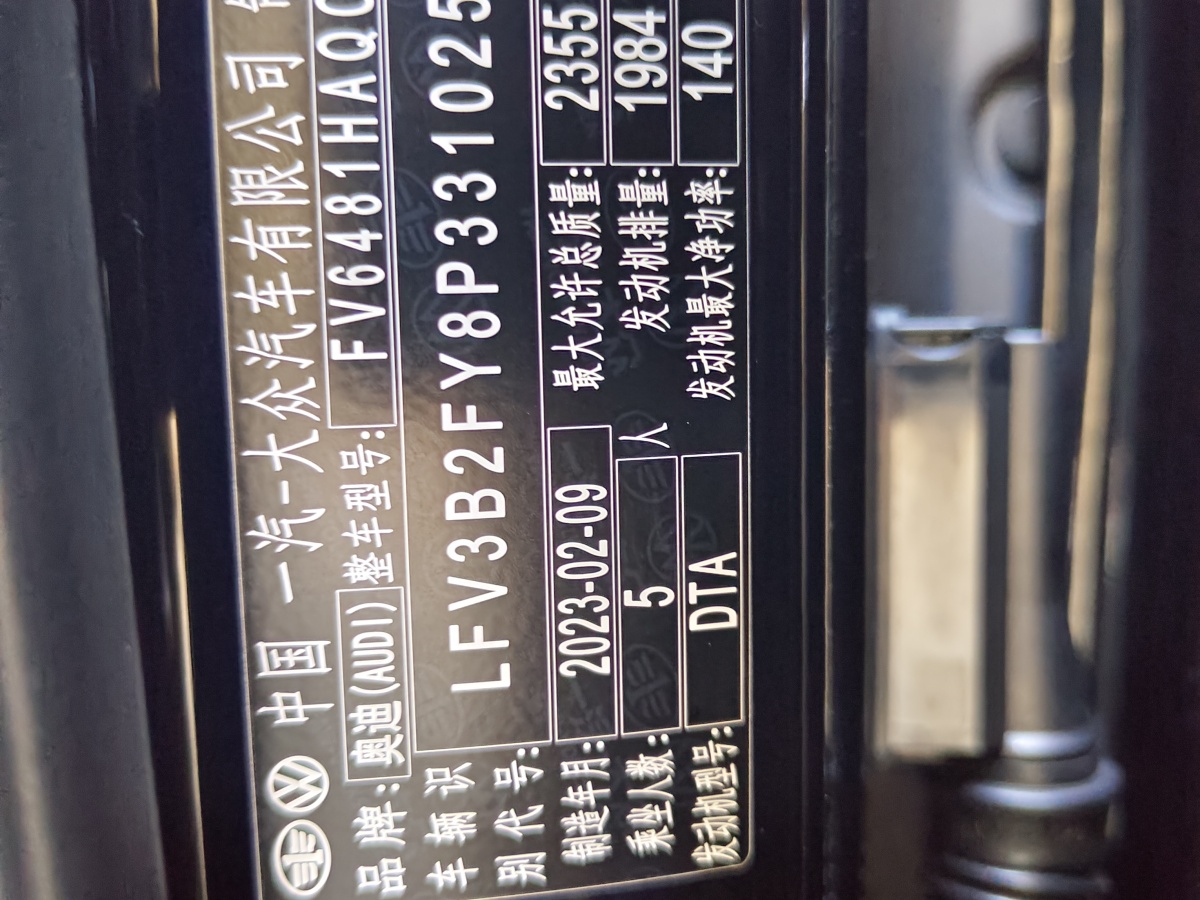 中国 一汽-大众汽车有限公司
品牌:奥迪(AUDI) 整车型号: FV6481HAQ
车辆识别代号: LFV3B2FY8P331025
制造年月: 2023-02-09 最大允许总质量: 2355
乘坐人数: 5 人 发动机排量: 1984
发动机型号: DTA 发动机最大净功率: 140